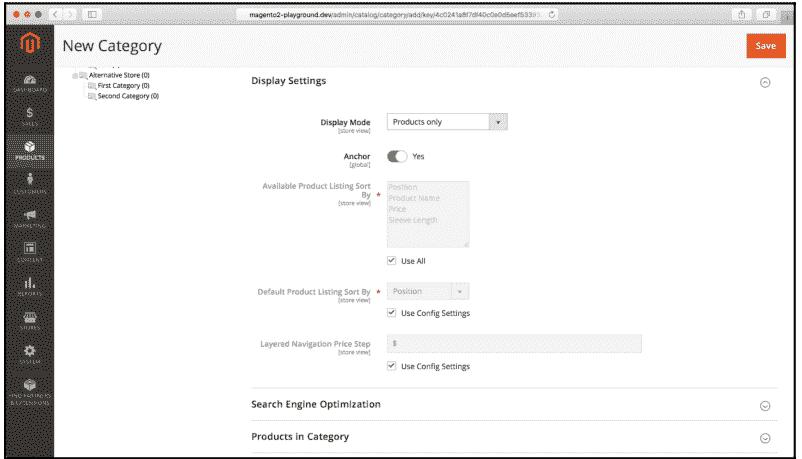 magento2-playground.dev/admin/catalog/category/add/key/
New Category
Save
DASHBOARD
SALES
PRODUCTS
CUSTOMERS
MARKETING
CONTENT
REPORTS
STORES
SYSTEM
FIND PARTNERS
& EXTENSIONS
Alternative Store (0)
First Category (0)
Second Category (0)
Display Settings
Display Mode
[store view]
Products only
Anchor
[global]
Yes
Available Product Listing Sort
By *
[store view]
Position
Product Name
Price
Sleeve Length
Use All
Default Product Listing Sort By *
[store view]
Position
Use Config Settings
Layered Navigation Price Step
[store view]
$
Use Config Settings
Search Engine Optimization
Products in Category